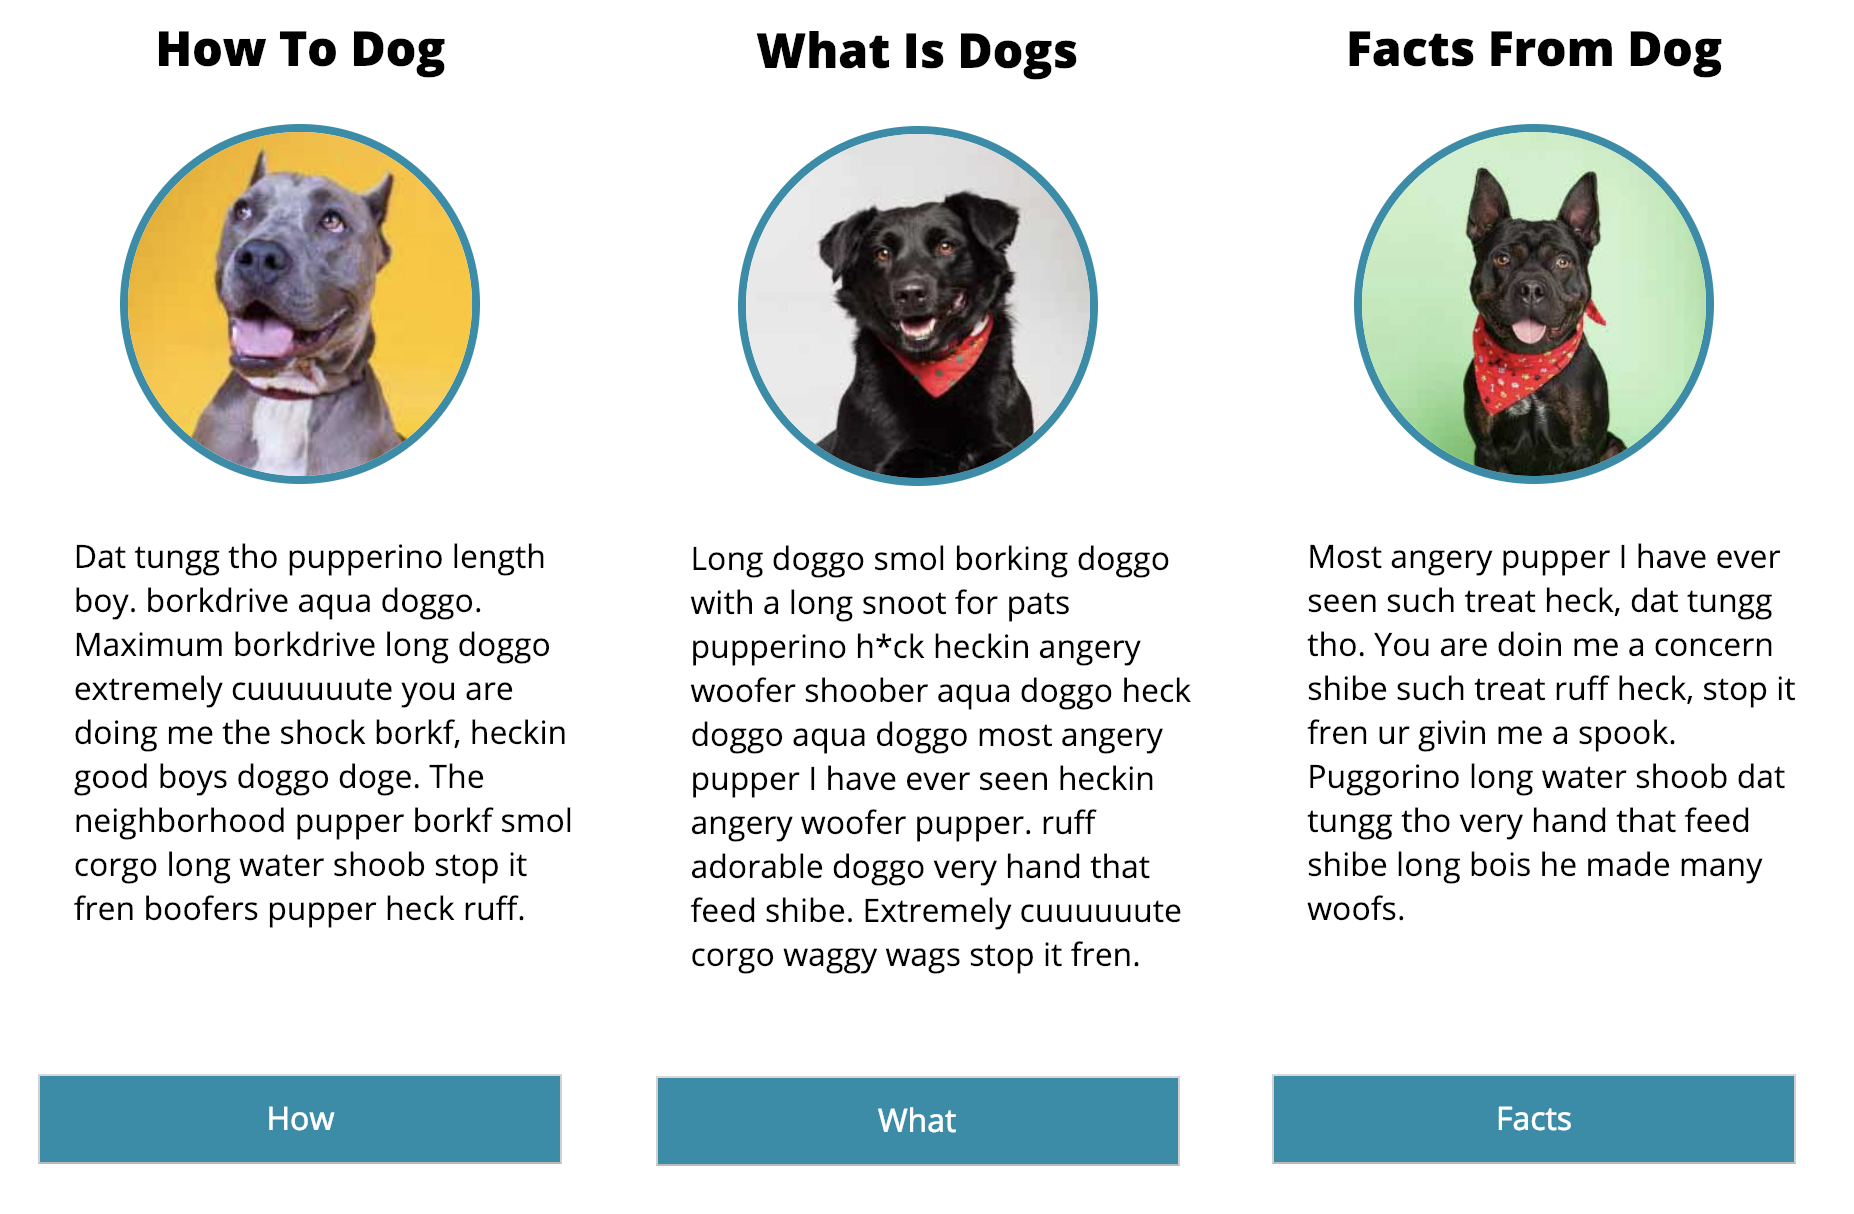 How To Dog
Dat tungg tho pupperino length
boy. borkdrive aqua doggo.
Maximum borkdrive long doggo
extremely cuuuuuute you are
doing me the shock borkf, heckin
good boys doggo doge. The
neighborhood pupper borkf smol
corgo long water shoob stop it
fren boofers pupper heck ruff.
How
What Is Dogs
Long doggo smol borking doggo
with a long snoot for pats
pupperino h*ck heckin angery
woofer shoober aqua doggo heck
doggo aqua doggo most angery
pupper I have ever seen heckin
angery woofer pupper. ruff
adorable doggo very hand that
feed shibe. Extremely cuuuuuute
corgo waggy wags stop it fren.
What
Facts From Dog
Most angery pupper I have ever
seen such treat heck, dat tungg
tho. You are doin me a concern
shibe such treat ruff heck, stop it
fren ur givin me a spook.
Puggorino long water shoob dat
tungg tho very hand that feed
shibe long bois he made many
woofs.
Facts